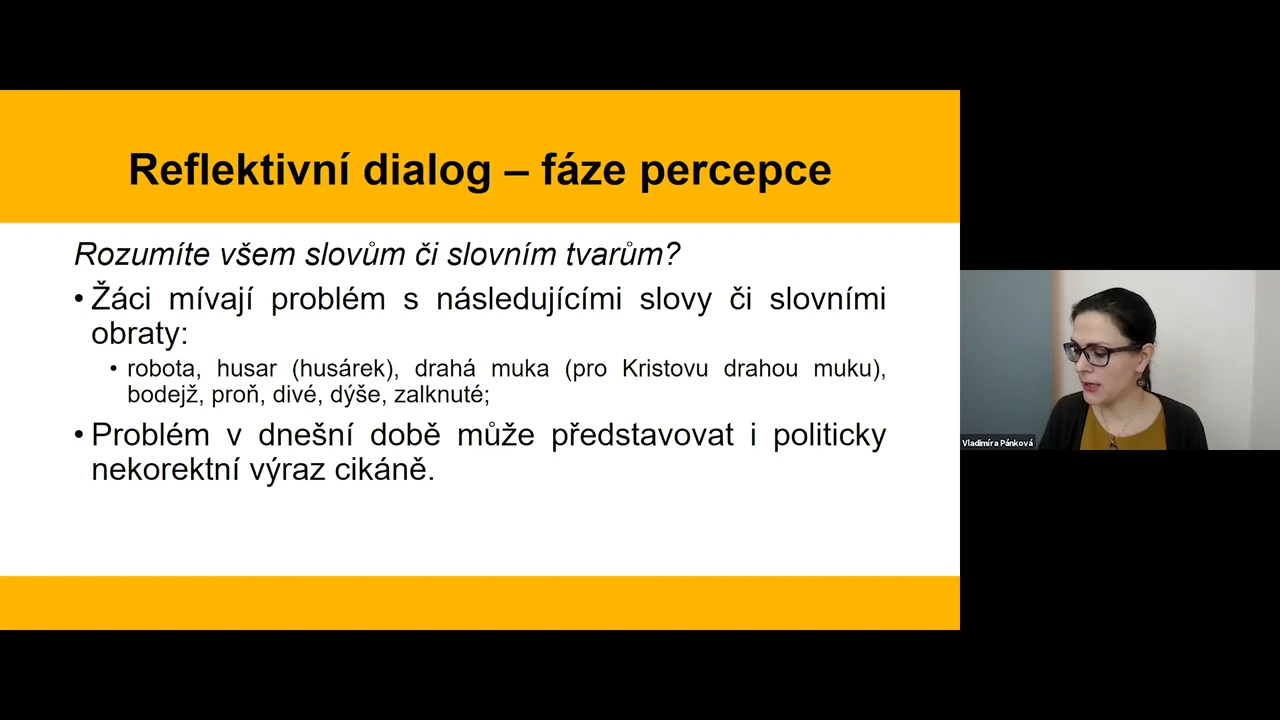 Reflektivní dialog – fáze percepce
Rozumíte všem slovům či slovním tvarům?
• Žáci mívají problém s následujícími slovy či slovními
obraty:
• robota, husar (husárek), drahá muka (pro Kristovu drahou muku),
bodejž, proň, divé, dýše, zalknuté;
• Problém v dnešní době může představovat i politicky
nekorektní výraz cikáně.
Vladimíra Pánková